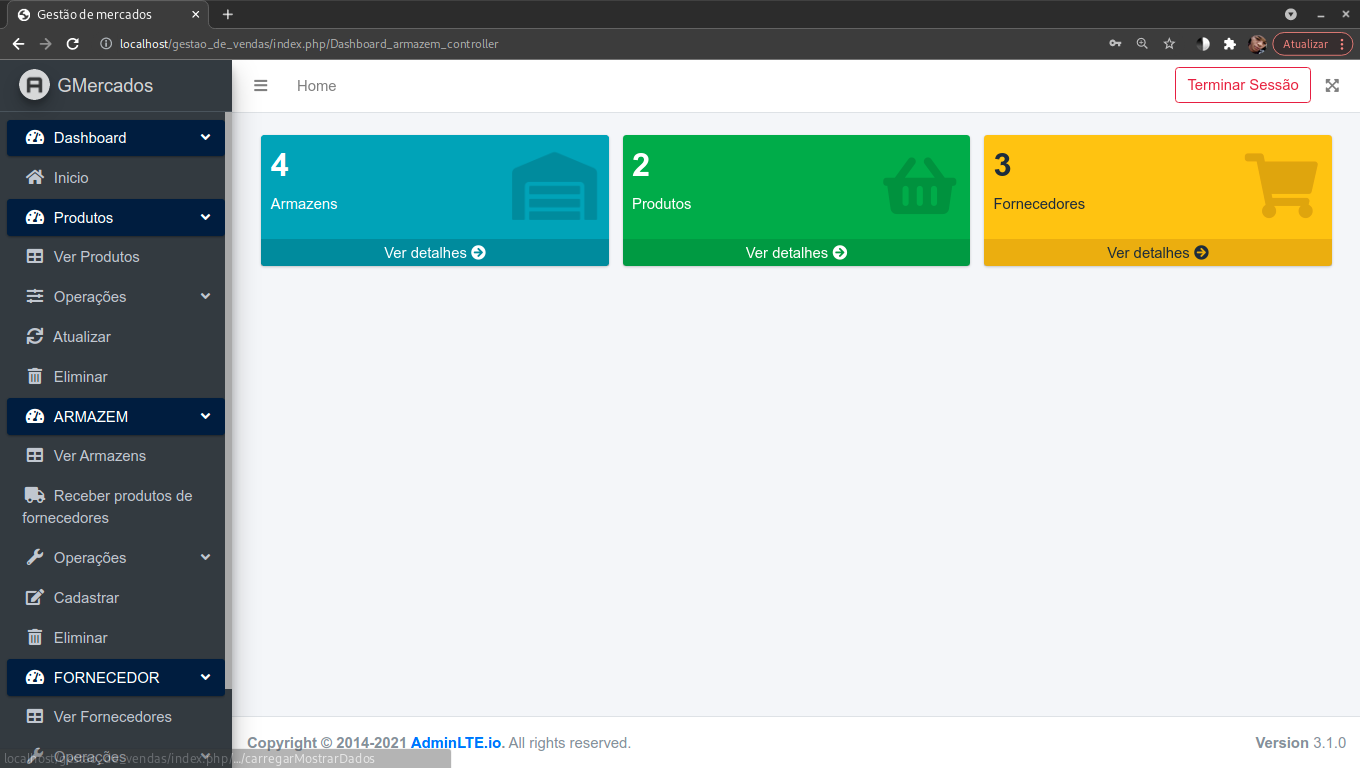 Gestão de mercados
localhost/gestao_de_vendas/index.php/Dashboard_armazem_controller
Atualizar
GMercados
Home
Terminar Sessão
Dashboard
Inicio
Produtos
Ver Produtos
Operações
Atualizar
Eliminar
ARMAZEM
Ver Armazens
Receber produtos de
fornecedores
Operações
Cadastrar
Eliminar
FORNECEDOR
Ver Fornecedores
Operações
4
Armazens
Ver detalhes
2
Produtos
Ver detalhes
3
Fornecedores
Ver detalhes
Copyright © 2014-2021 AdminLTE.io. All rights reserved.
Version 3.1.0
localhost/gestao_de_vendas/index.php/.../carregarMostrarDados